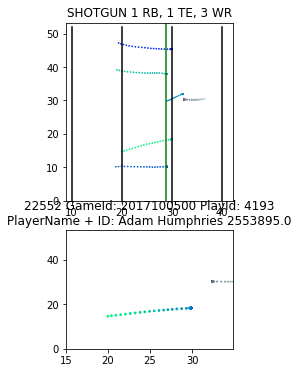 SHOTGUN 1 RB, 1 TE, 3 WR
50
40
30
20
10
0
10 20 30 40
22552 GameId: 2017100500 PlayId: 4193
PlayerName + ID: Adam Humphries 2553895.0
40
20
0
15 20 25 30